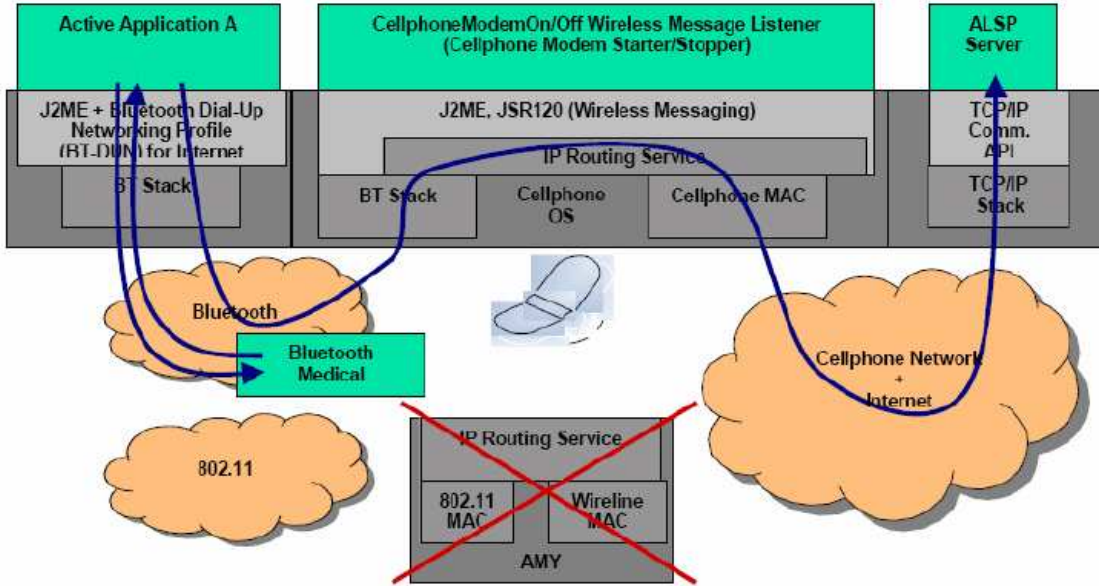 Active Application A
CellphoneModemOn/Off Wireless Message Listener
(Cellphone Modem Starter/Stopper)
ALSP
Server
J2ME + Bluetooth Dial-Up
Networking Profile
(BT-DUN) for Internet
BT Stack
J2ME, JSR120 (Wireless Messaging)
IP Routing Service
BT Stack
Cellphone
OS
Cellphone MAC
TCP/IP
Comm.
API
TCP/IP
Stack
Bluetooth
Bluetooth
Medical
Cellphone Network
+
Internet
802.11
IP Routing Service
802.11
MAC
Wireline
MAC
AMY